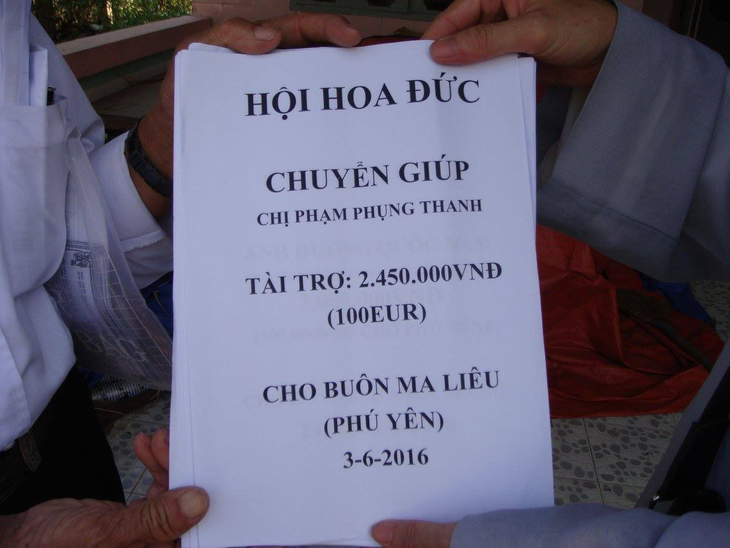 HỘI HOA ĐỨC
CHUYỂN GIÚP
CHỊ PHẠM PHỤNG THANH
TÀI TRỢ: 2.450.000VNĐ
(100EUR)
CHO BUÔN MA LIÊU
(PHÚ YÊN)
3-6-2016